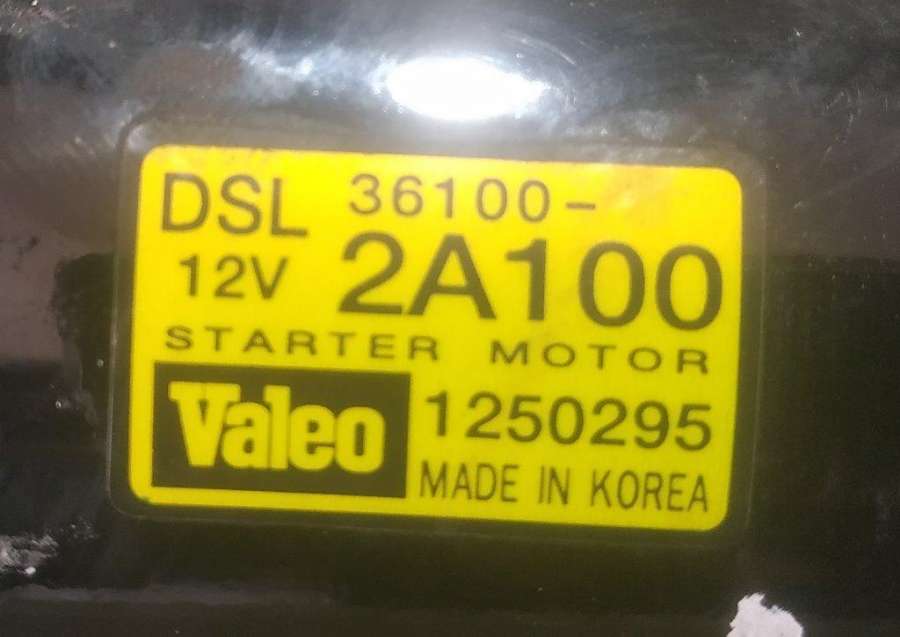 DSL 36100-
12V 2A100
STARTER MOTOR
Valeo 1250295
MADE IN KOREA